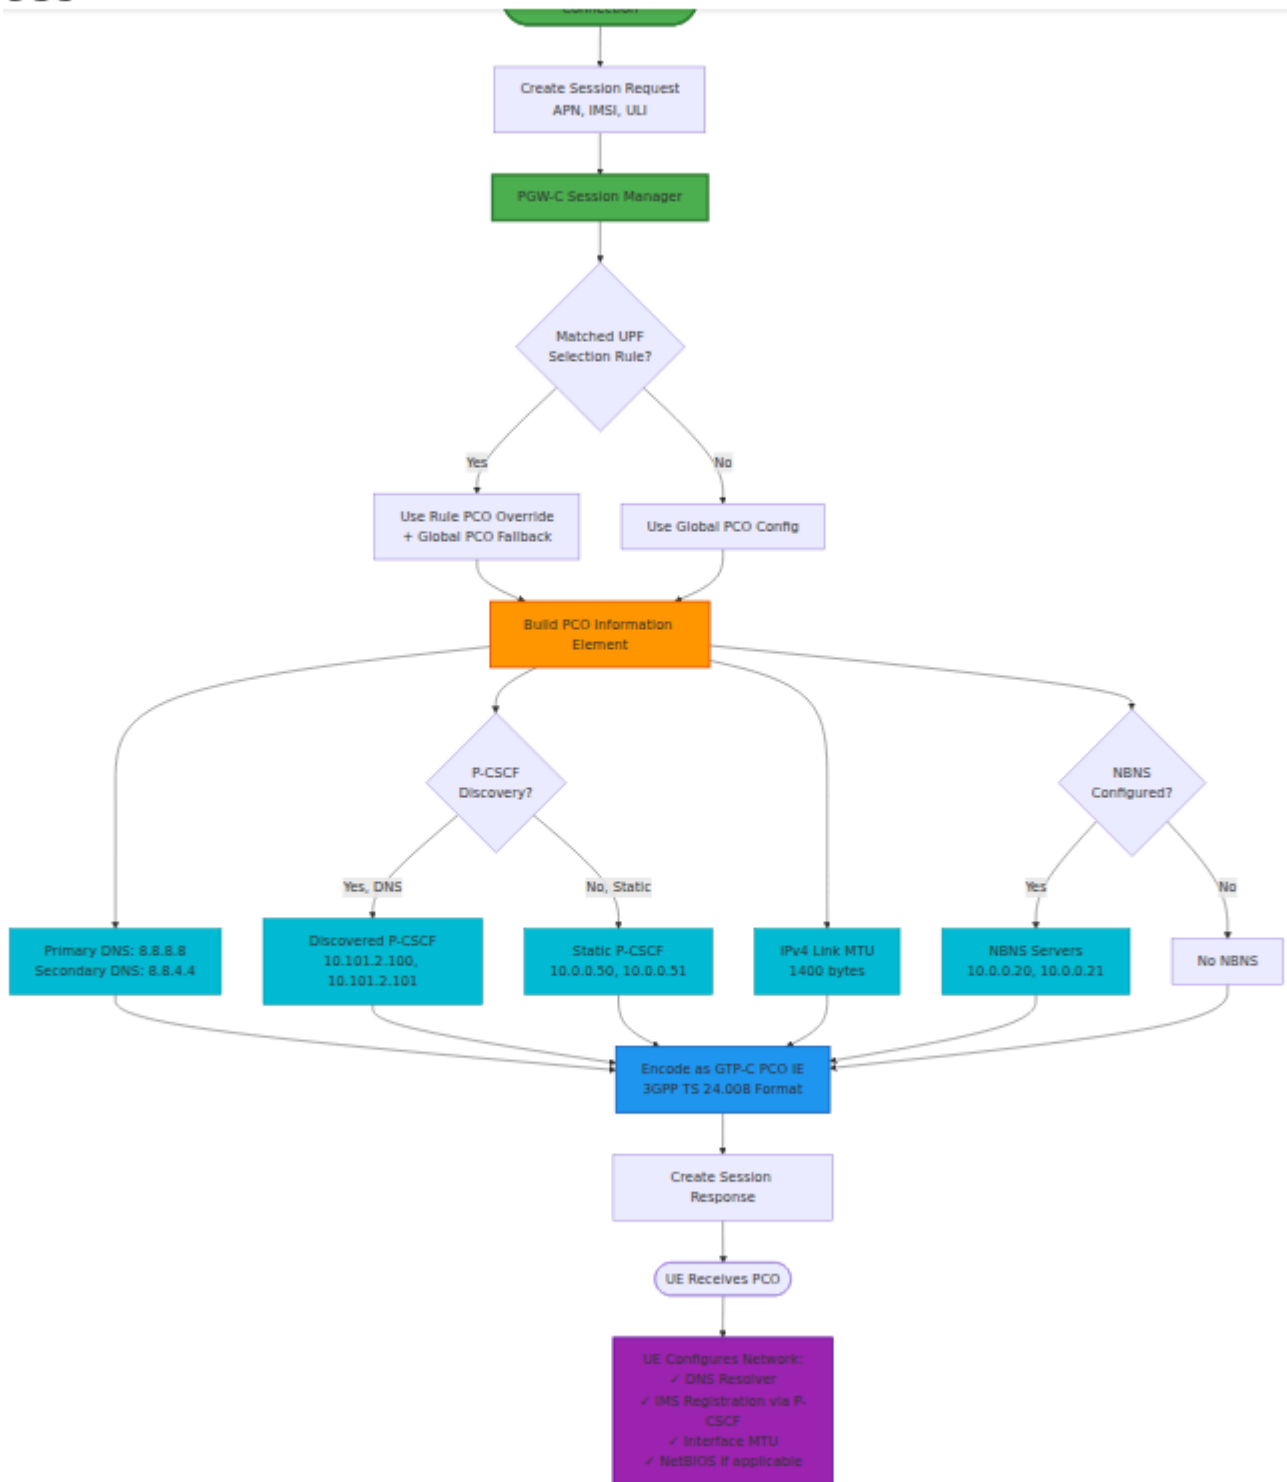 Connection
Create Session Request
APN, IMSI, ULI
PGW-C Session Manager
Matched UPF
Selection Rule?
Yes
No
Use Rule PCO Override
+ Global PCO Fallback
Use Global PCO Config
Build PCO Information
Element
P-CSCF
Discovery?
NBNS
Configured?
Yes, DNS
No, Static
Yes
No
Primary DNS: 8.8.8.8
Secondary DNS: 8.8.4.4
Discovered P-CSCF
10.101.2.100,
10.101.2.101
Static P-CSCF
10.0.0.50, 10.0.0.51
IPv4 Link MTU
1400 bytes
NBNS Servers
10.0.0.20, 10.0.0.21
No NBNS
Encode as GTP-C PCO IE
3GPP TS 24.008 Format
Create Session
Response
UE Receives PCO
UE Configures Network:
✓ DNS Resolver
✓ IMS Registration via P-
CSCF
✓ Interface MTU
✓ NetBIOS if applicable